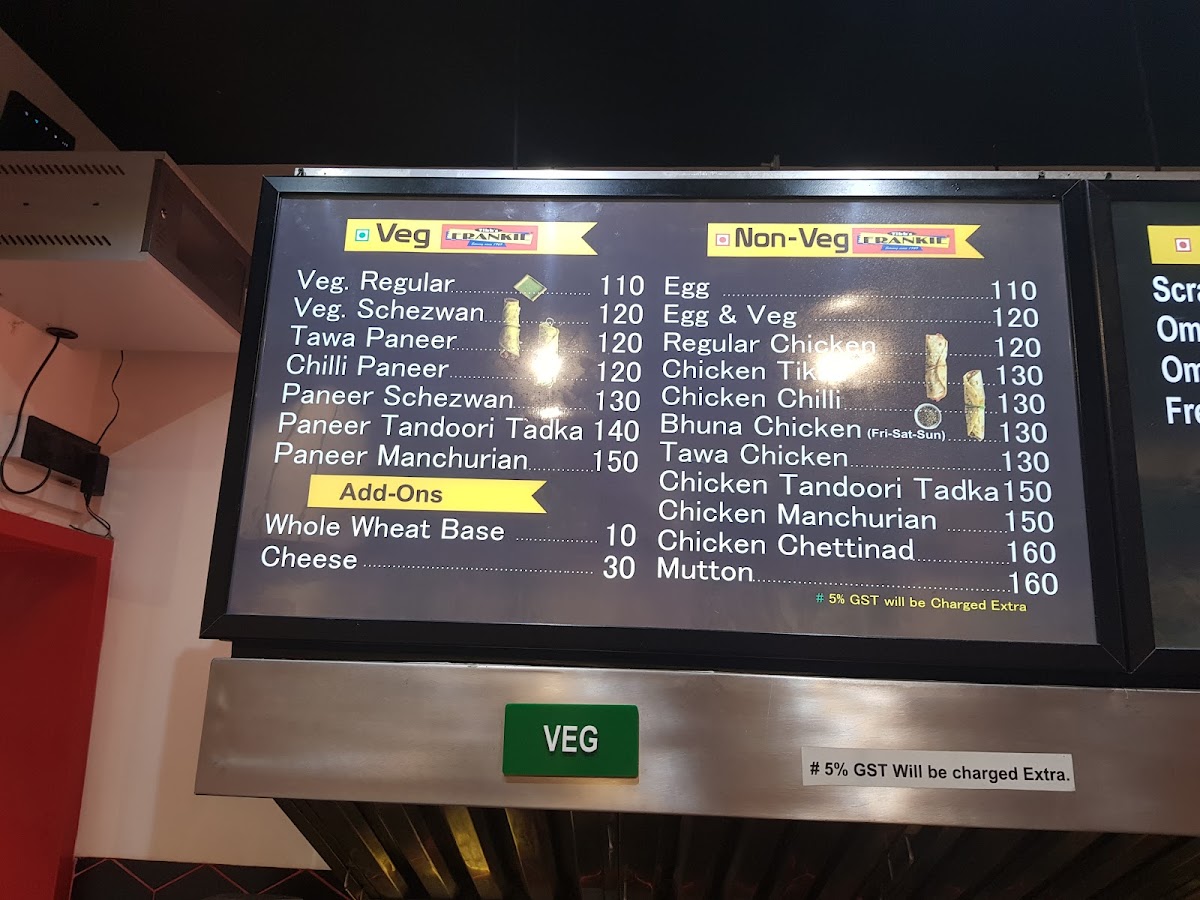 Veg Tibb's FRANKIE
Veg. Regular 110
Veg. Schezwan 120
Tawa Paneer 120
Chilli Paneer 120
Paneer Schezwan 130
Paneer Tandoori Tadka 140
Paneer Manchurian 150
Add-Ons
Whole Wheat Base 10
Cheese 30
Non-Veg Tibb's FRANKIE
Egg 110
Egg & Veg 120
Regular Chicken 120
Chicken 130
Chicken Chilli 130
Bhuna Chicken (Fri-Sat-Sun) 130
Tawa Chicken 130
Chicken Tandoori Tadka 150
Chicken Manchurian 150
Chicken Chettinad 160
Mutton 160
# 5% GST will be Charged Extra
VEG
# 5% GST Will be charged Extra.